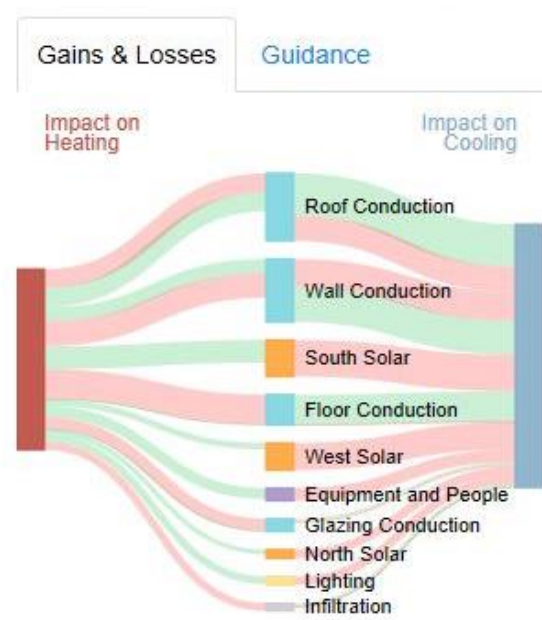 Gains & Losses
Guidance
Impact on
Heating
Impact on
Cooling
Roof Conduction
Wall Conduction
South Solar
Floor Conduction
West Solar
Equipment and People
Glazing Conduction
North Solar
Lighting
Infiltration